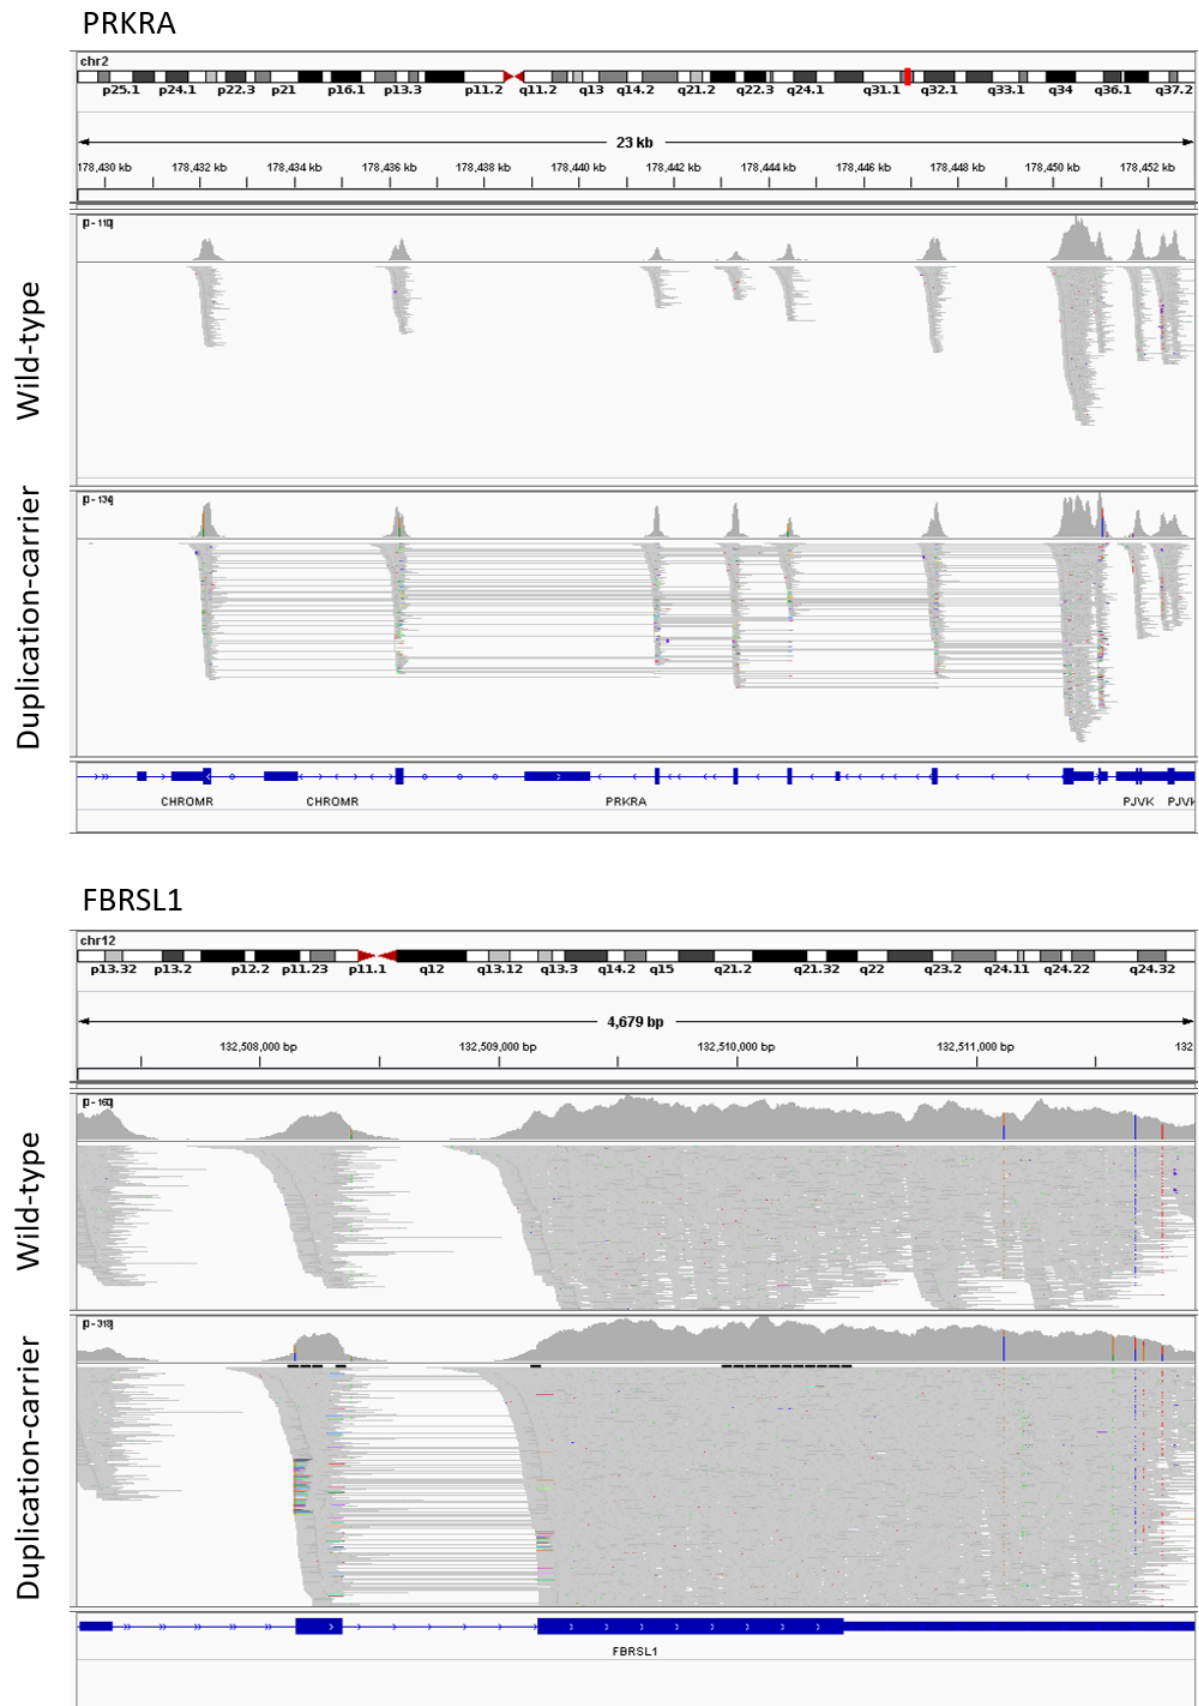 PRKRA
chr2
p25.1 p24.1 p22.3 p21 p16.1 p13.3 p11.2 q11.2 q13 q14.2 q21.2 q22.3 q24.1 q31.1 q32.1 q33.1 q34 q36.1 q37.2
23 kb
178,430 kb 178,432 kb 178,434 kb 178,436 kb 178,438 kb 178,440 kb 178,442 kb 178,444 kb 178,446 kb 178,448 kb 178,450 kb 178,452 kb
Wild-type
Duplication-carrier
CHROMR CHROMR PRKRA PJVK PJVK
FBRSL1
chr12
p13.32 p13.2 p12.2 p11.23 p11.1 q12 q13.12 q13.3 q14.2 q15 q21.2 q21.32 q22 q23.2 q24.11 q24.22 q24.32
4,679 bp
132,508,000 bp 132,509,000 bp 132,510,000 bp 132,511,000 bp 132
Wild-type
Duplication-carrier
FBRSL1